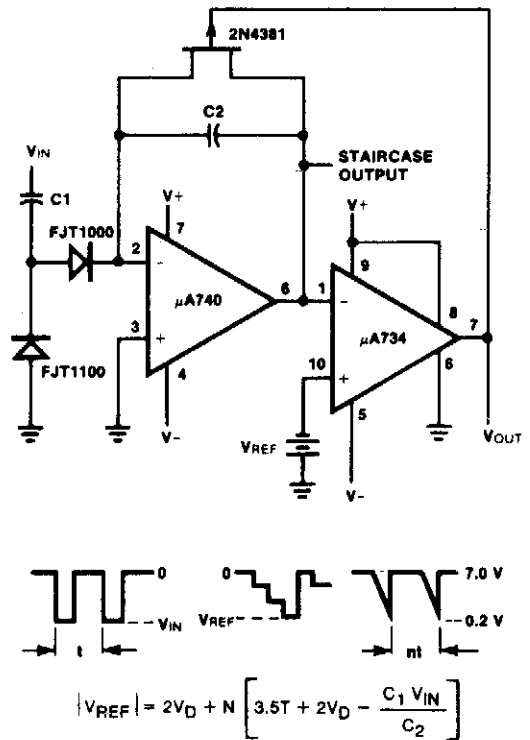 2N4381
C2
VIN
STAIRCASE
OUTPUT
C1
V+
V+
FJT1000
7
9
2
-
6
1
-
8
7
μA740
μA734
3
+
10
+
6
FJT1100
4
5
VREF
VOUT
V-
V-
0
0
7.0 V
VIN
VREF
0.2 V
t
nt
|VREF| = 2VD + N [3.5T + 2VD - C1 VIN / C2]